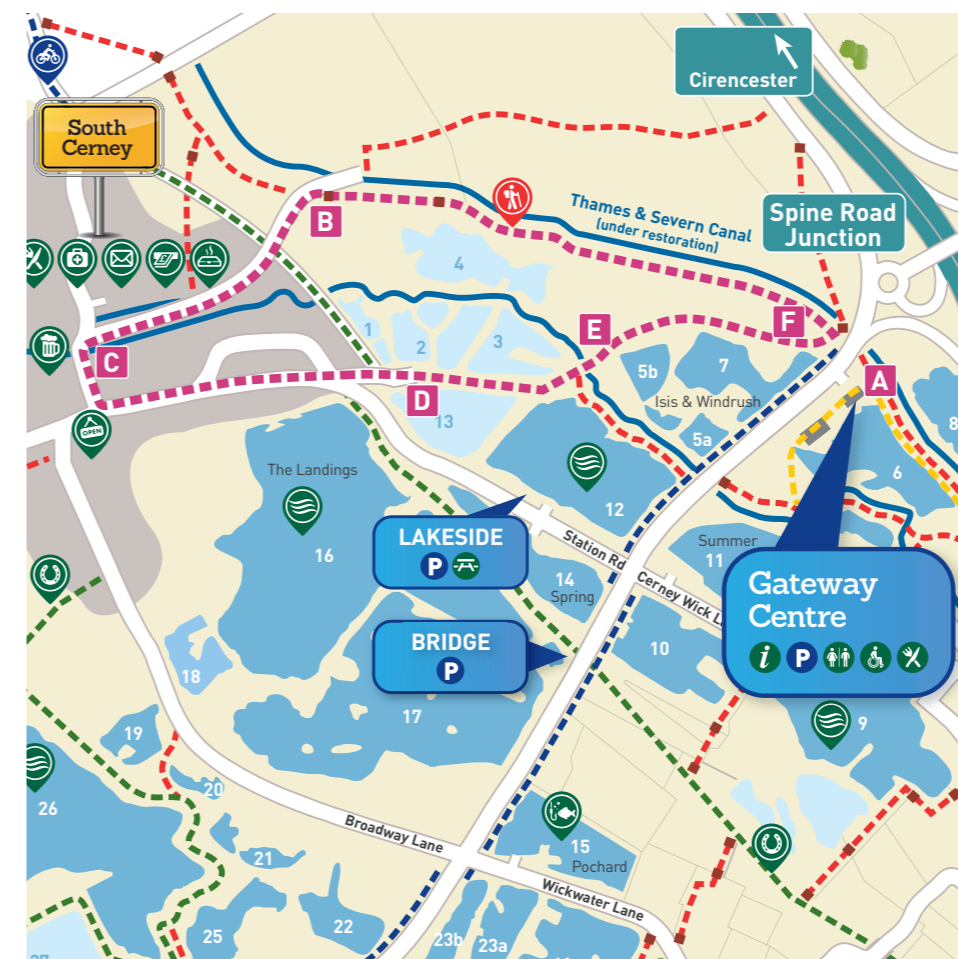 Cirencester
South
Cerney
B
Thames & Severn Canal
(under restoration)
Spine Road
Junction
4
1
2
3
E
F
C
5b
7
Isis & Windrush
A
D
13
5a
8
OPEN
The Landings
6
12
16
LAKESIDE
P
Station Rd
Summer
11
14
Spring
Cerney Wick L
Gateway
Centre
i P
BRIDGE
P
10
18
17
9
19
20
26
Broadway Lane
15
Pochard
21
Wickwater Lane
25
22
23b
23a